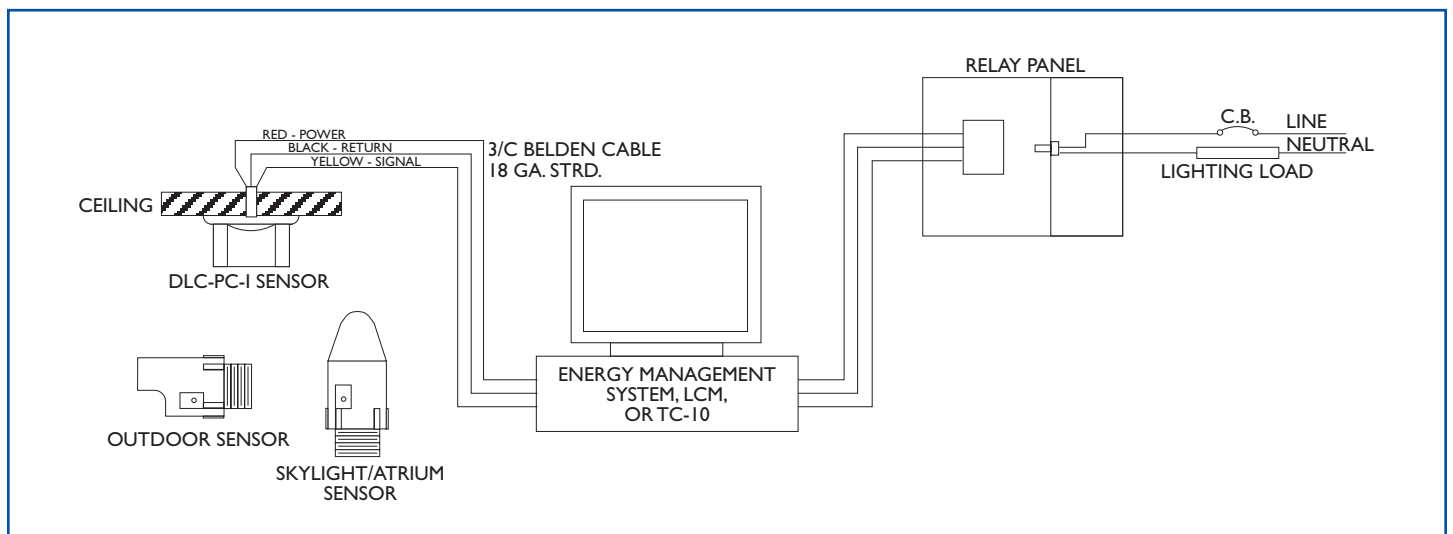 RELAY PANEL
C.B.
LINE
NEUTRAL
LIGHTING LOAD
RED - POWER
BLACK - RETURN
YELLOW - SIGNAL
3/C BELDEN CABLE
18 GA. STRD.
CEILING
DLC-PC-I SENSOR
ENERGY MANAGEMENT
SYSTEM, LCM,
OR TC-10
OUTDOOR SENSOR
SKYLIGHT/ATRIUM
SENSOR